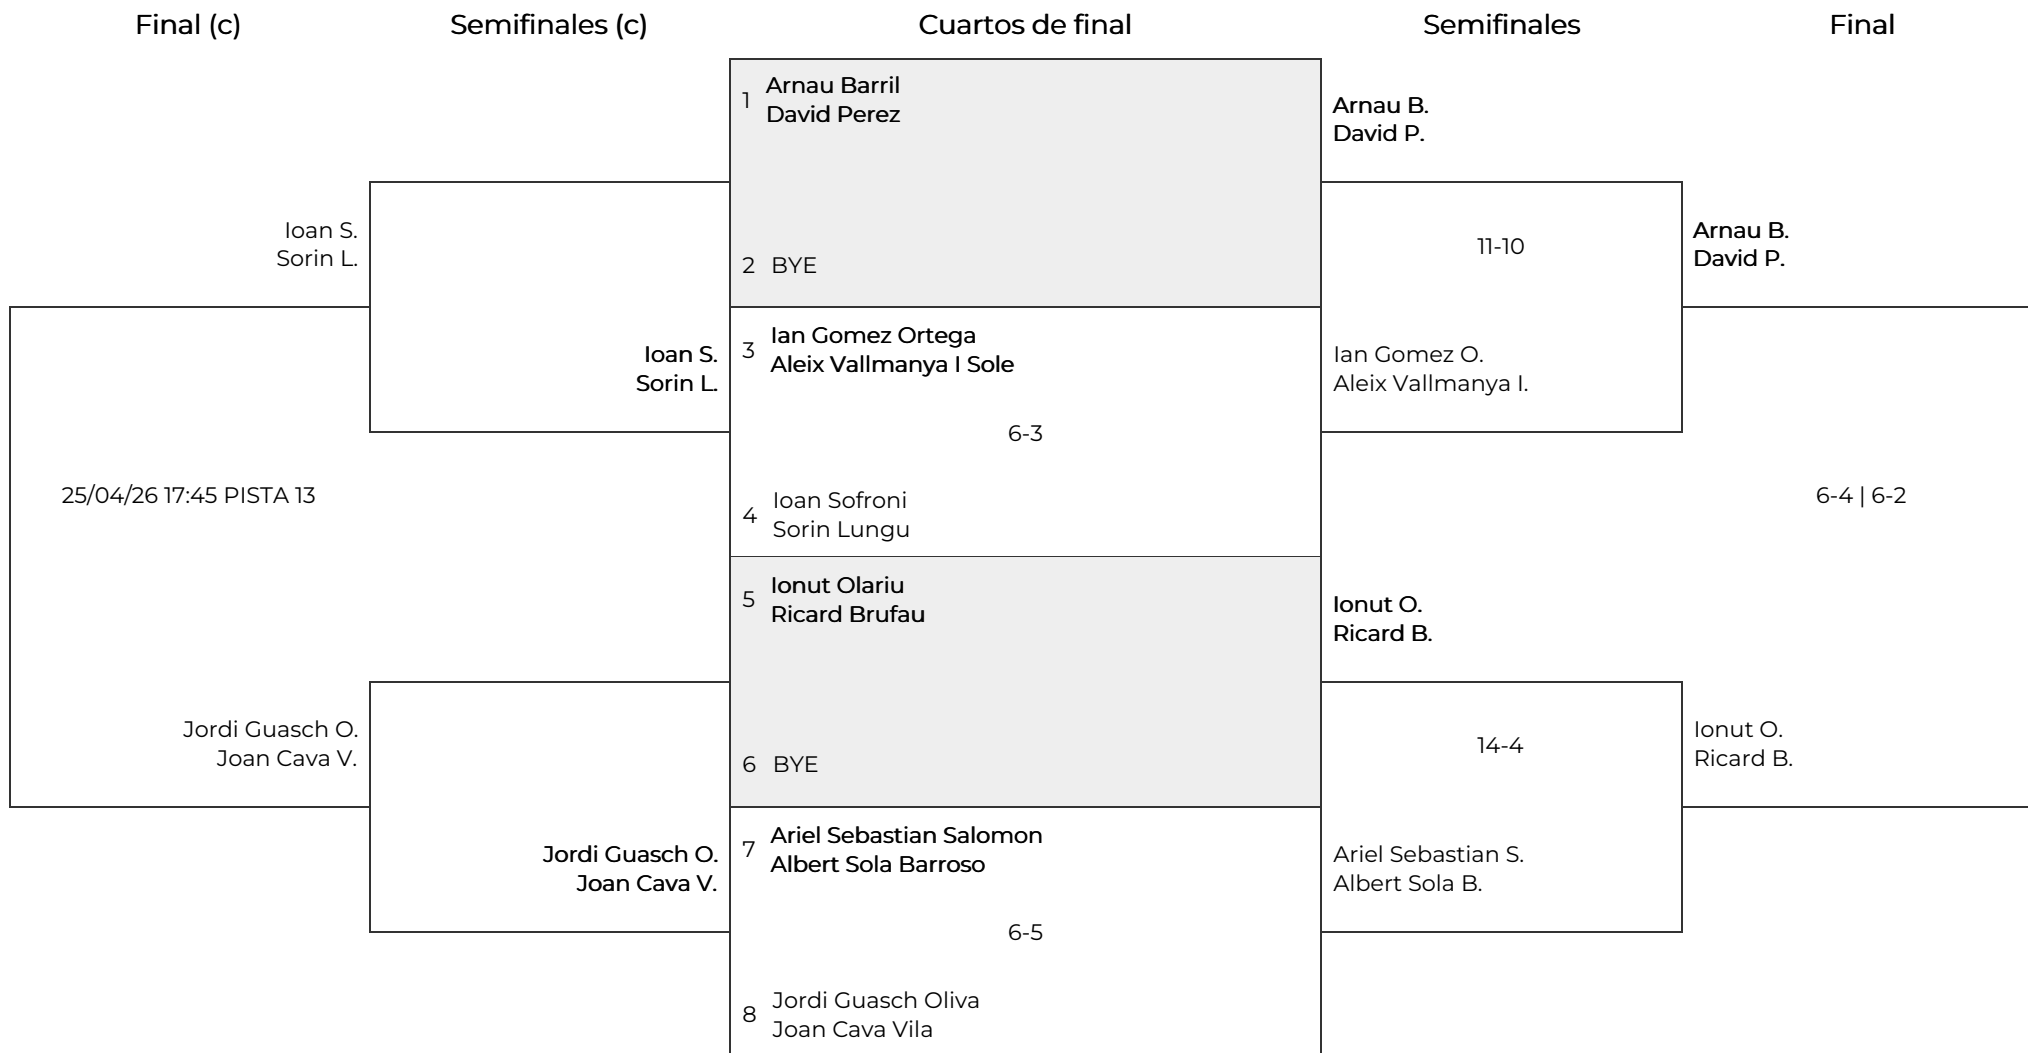 Final (c)
Semifinales (c)
Cuartos de final
Semifinales
Final
Ioan S.
Sorin L.
25/04/26 17:45 PISTA 13
Jordi Guasch O.
Joan Cava V.
Ioan S.
Sorin L.
Jordi Guasch O.
Joan Cava V.
1 Arnau Barril
David Perez
2 BYE
3 Ian Gomez Ortega
Aleix Vallmanya I Sole
6-3
4 Ioan Sofroni
Sorin Lungu
5 Ionut Olariu
Ricard Brufau
6 BYE
7 Ariel Sebastian Salomon
Albert Sola Barroso
6-5
8 Jordi Guasch Oliva
Joan Cava Vila
Arnau B.
David P.
11-10
Ian Gomez O.
Aleix Vallmanya I.
Ionut O.
Ricard B.
14-4
Ariel Sebastian S.
Albert Sola B.
Arnau B.
David P.
6-4 | 6-2
Ionut O.
Ricard B.